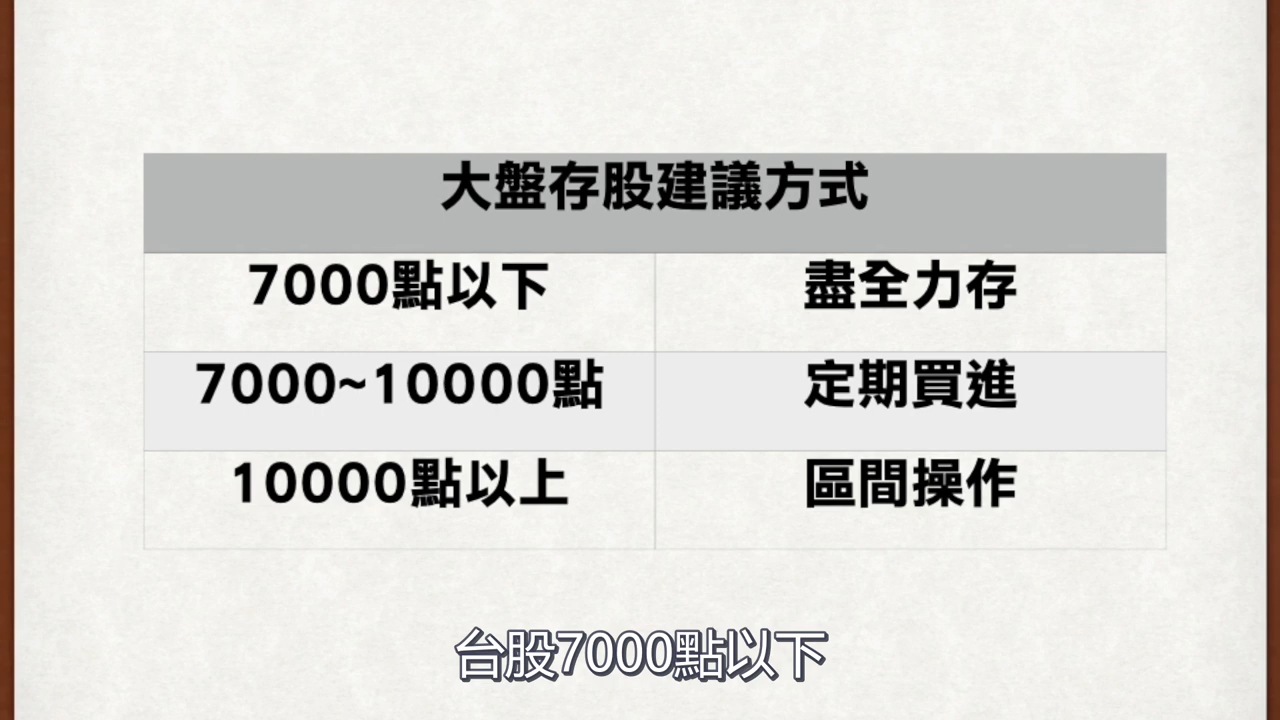 大盤存股建議方式
7000點以下 盡全力存
7000~10000點 定期買進
10000點以上 區間操作
台股7000點以下